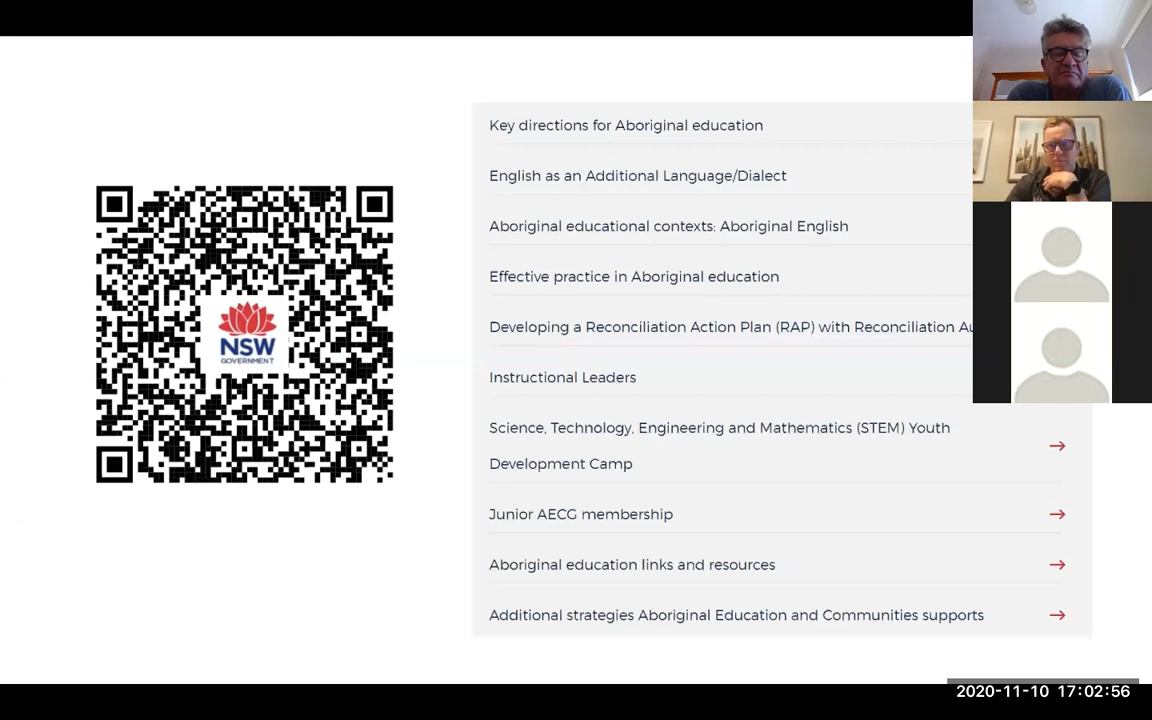 Key directions for Aboriginal education
English as an Additional Language/Dialect
Aboriginal educational contexts: Aboriginal English
Effective practice in Aboriginal education
Developing a Reconciliation Action Plan (RAP) with Reconciliation Au
Instructional Leaders
Science, Technology, Engineering and Mathematics (STEM) Youth
Development Camp
Junior AECG membership
Aboriginal education links and resources
Additional strategies Aboriginal Education and Communities supports
NSW
GOVERNMENT
2020-11-10 17:02:56